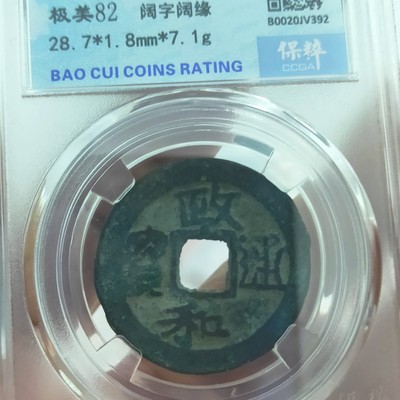 极美82 阔字阔缘
28.7*1.8mm*7.1g
BAO CUI COINS RATING
B0020JV392
保粹
CCGA
政和通寳